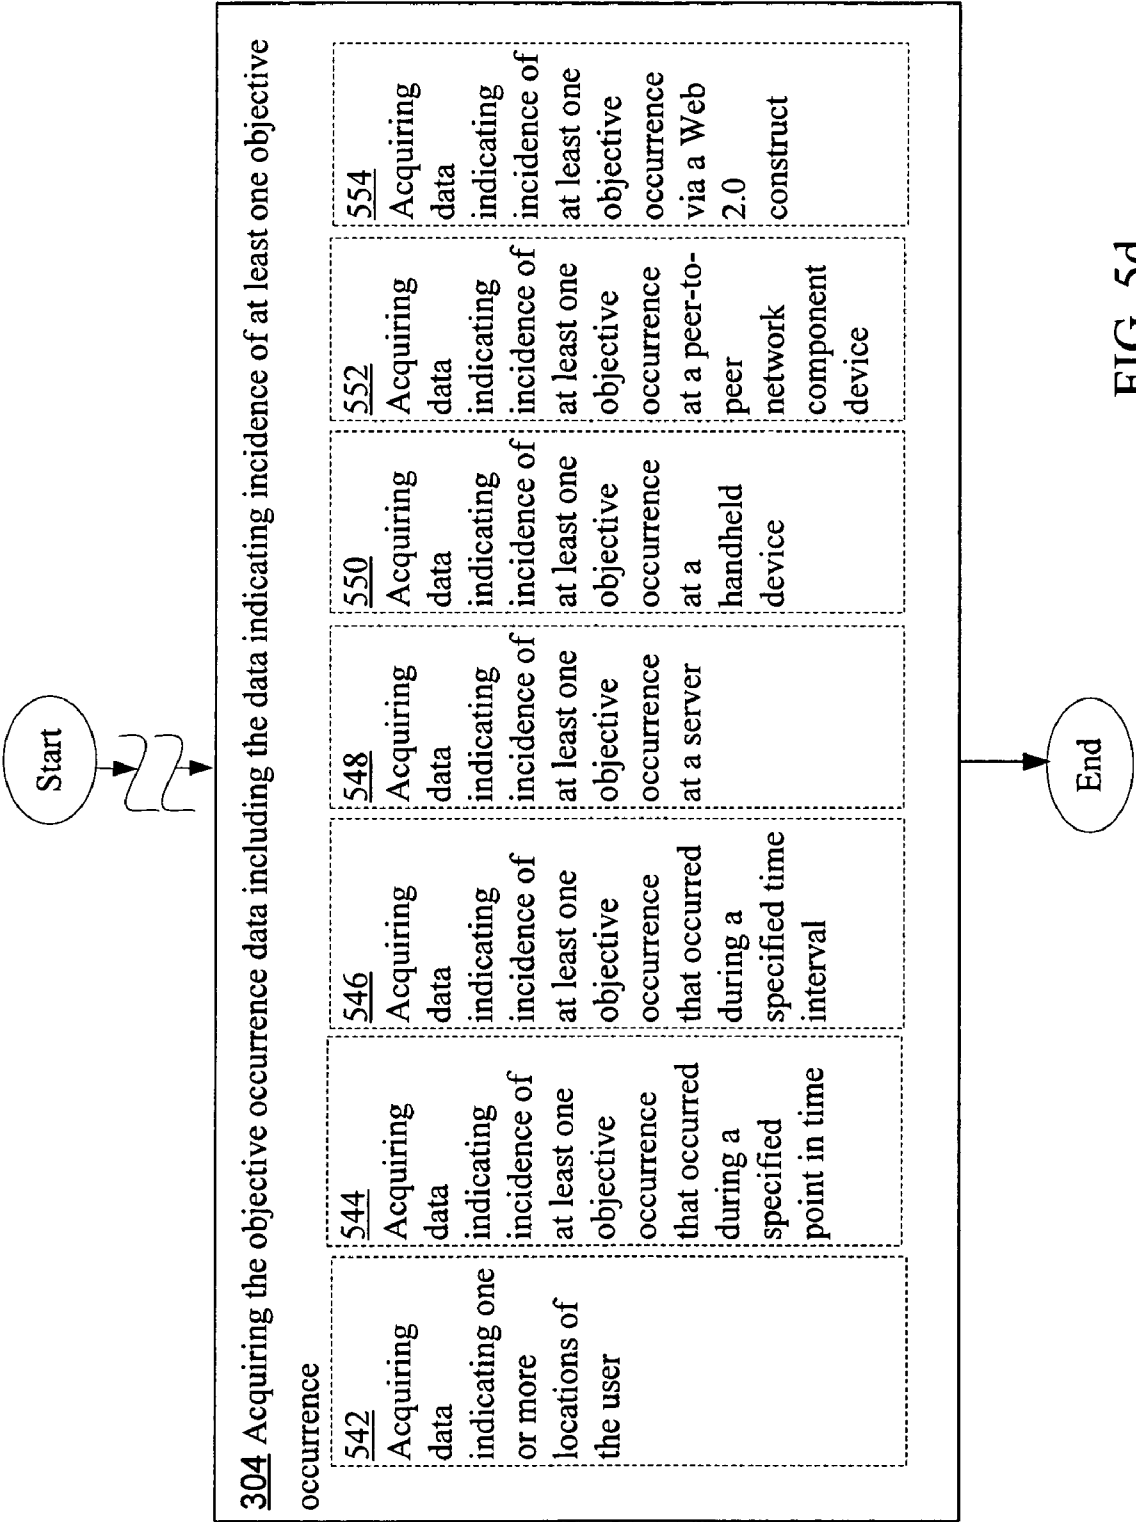 Start
304 Acquiring the objective occurrence data including the data indicating incidence of at least one objective
occurrence
542
Acquiring
data
indicating one
or more
locations of
the user
544
Acquiring
data
indicating
incidence of
at least one
objective
occurrence
that occurred
during a
specified
point in time
546
Acquiring
data
indicating
incidence of
at least one
objective
occurrence
that occurred
during a
specified time
interval
548
Acquiring
data
indicating
incidence of
at least one
objective
occurrence
at a server
550
Acquiring
data
indicating
incidence of
at least one
objective
occurrence
at a
handheld
device
552
Acquiring
data
indicating
incidence of
at least one
objective
occurrence
at a peer-to-
peer
network
component
device
554
Acquiring
data
indicating
incidence of
at least one
objective
occurrence
via a Web
2.0
construct
End
FIG. 5d